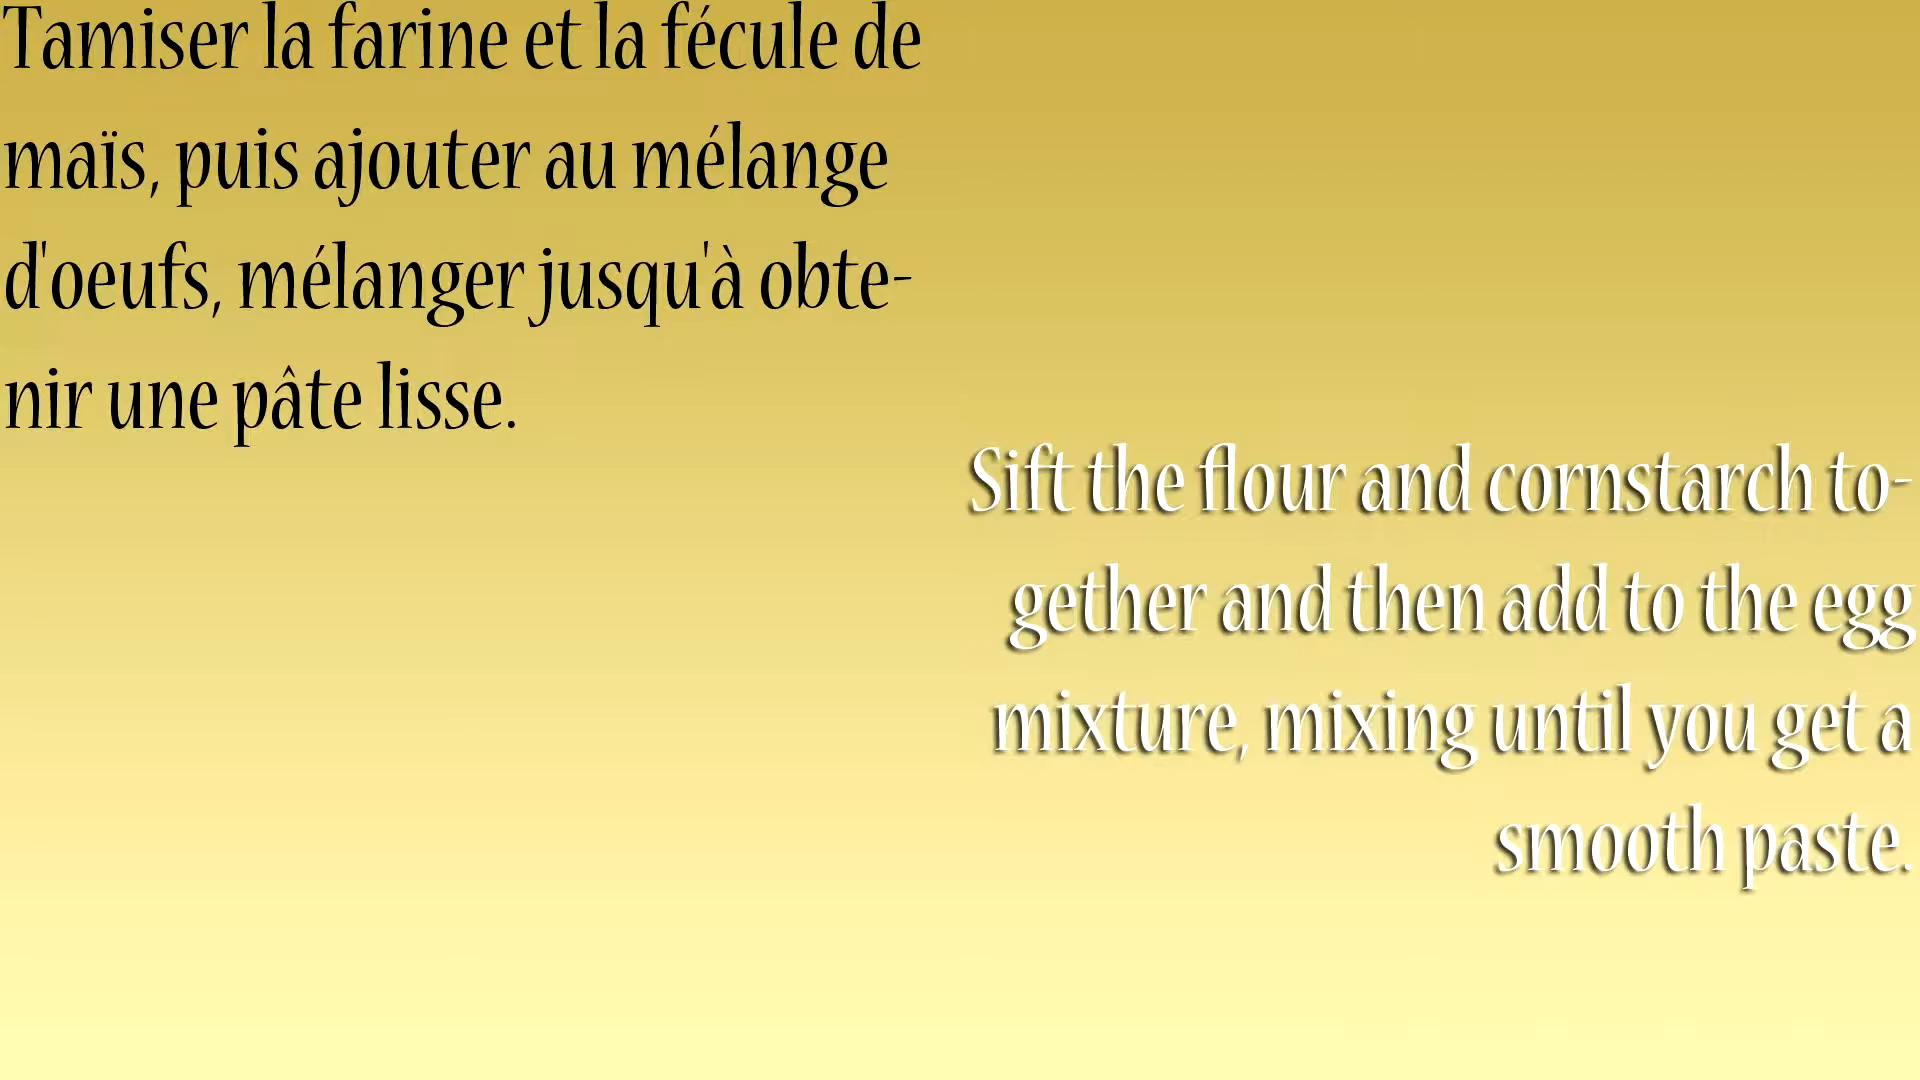 Tamiser la farine et la fécule de
maïs, puis ajouter au mélange
d'oeufs, mélanger jusqu'à obte-
nir une pâte lisse.
Sift the flour and cornstarch to-
gether and then add to the egg
mixture, mixing until you get a
smooth paste.